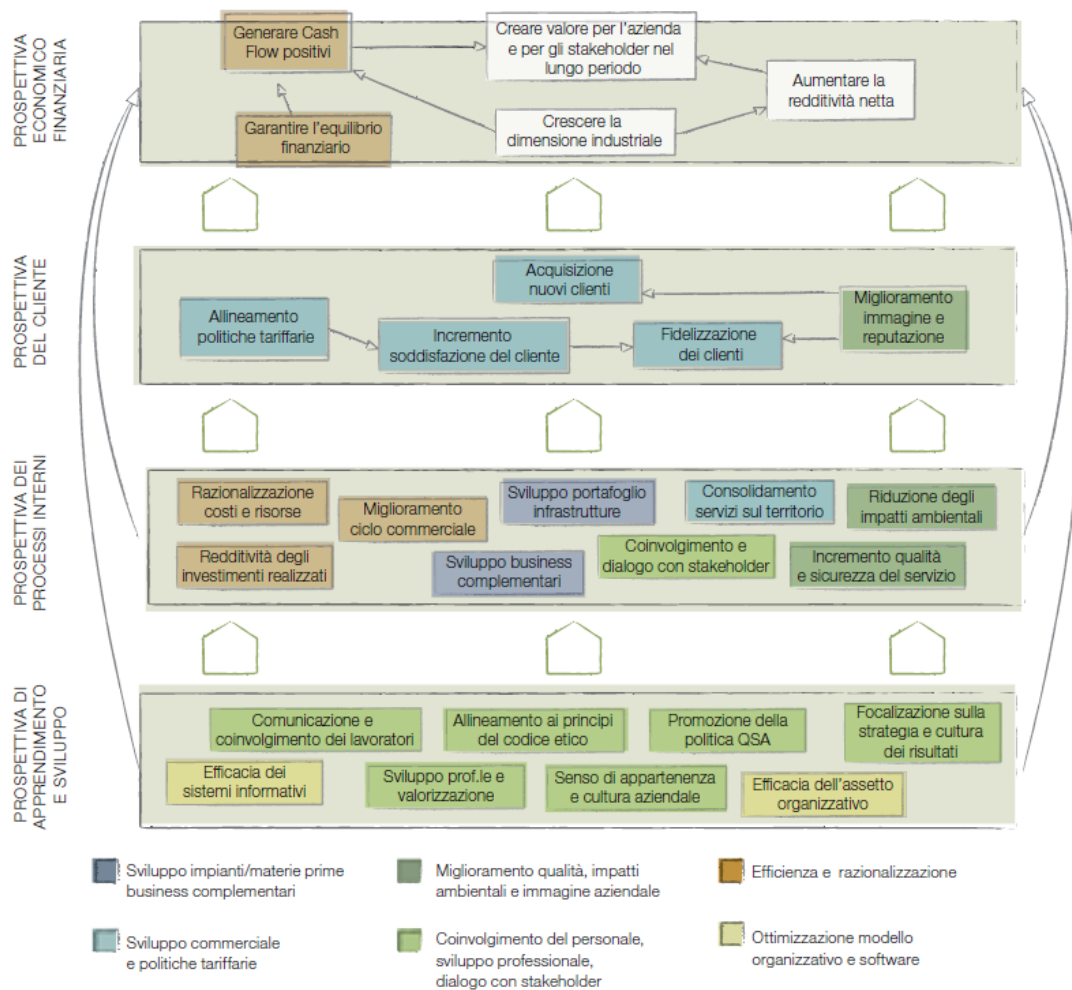 PROSPETTIVA
ECONOMICO
FINANZIARIA
Generare Cash
Flow positivi
Creare valore per l'azienda
e per gli stakeholder nel
lungo periodo
Aumentare la
redditività netta
Garantire l'equilibrio
finanziario
Crescere la
dimensione industriale
PROSPETTIVA
DEL CLIENTE
Acquisizione
nuovi clienti
Allineamento
politiche tariffarie
Incremento
soddisfazione del cliente
Fidelizzazione
dei clienti
Miglioramento
immagine e
reputazione
PROSPETTIVA DEI
PROCESSI INTERNI
Razionalizzazione
costi e risorse
Miglioramento
ciclo commerciale
Sviluppo portafoglio
infrastrutture
Consolidamento
servizi sul territorio
Riduzione degli
impatti ambientali
Redditività degli
investimenti realizzati
Sviluppo business
complementari
Coinvolgimento e
dialogo con stakeholder
Incremento qualità
e sicurezza del servizio
PROSPETTIVA DI
APPRENDIMENTO
E SVILUPPO
Comunicazione e
coinvolgimento dei lavoratori
Allineamento ai principi
del codice etico
Promozione della
politica QSA
Focalizazione sulla
strategia e cultura
dei risultati
Efficacia dei
sistemi informativi
Sviluppo prof.le e
valorizzazione
Senso di appartenenza
e cultura aziendale
Efficacia dell'assetto
organizzativo
Sviluppo impianti/materie prime
business complementari
Miglioramento qualità, impatti
ambientali e immagine aziendale
Efficienza e razionalizzazione
Sviluppo commerciale
e politiche tariffarie
Coinvolgimento del personale,
sviluppo professionale,
dialogo con stakeholder
Ottimizzazione modello
organizzativo e software